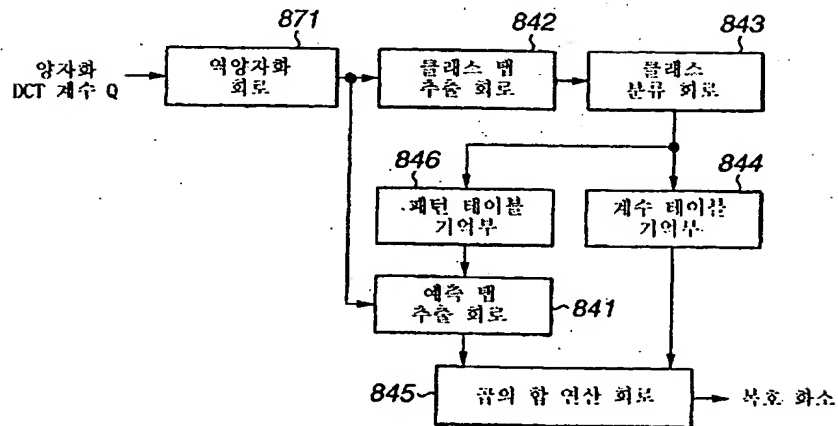 871
842
843
양자화
DCT 계수 Q
역양자화
회로
클래스 탭
추출 회로
클래스
분류 회로
846
844
패턴 테이블
기억부
계수 테이블
기억부
예측 탭
추출 회로
841
845
곱의 합 연산 회로
복호 화소